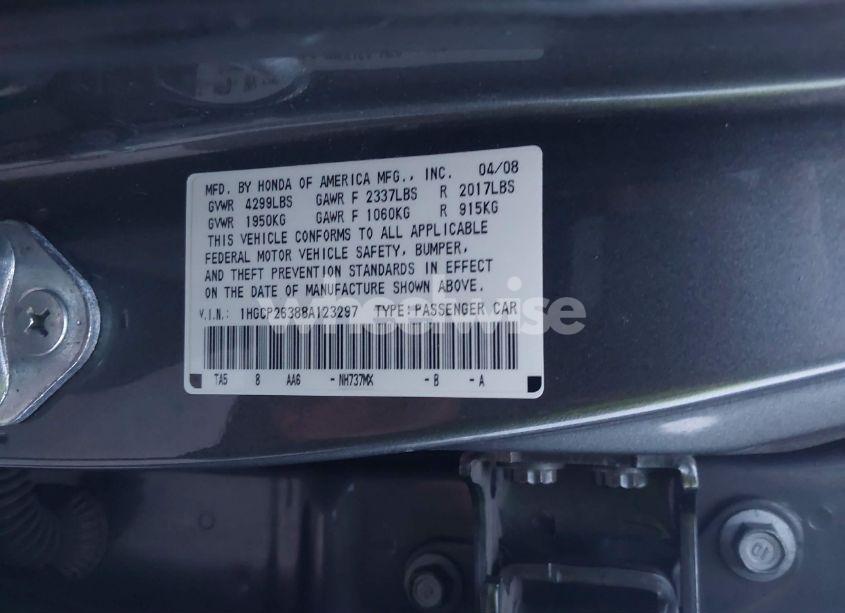 MFD. BY HONDA OF AMERICA MFG., INC. 04/08
GVWR 4299LBS GAWR F 2337LBS R 2017LBS
GVWR 1950KG GAWR F 1060KG R 915KG
THIS VEHICLE CONFORMS TO ALL APPLICABLE
FEDERAL MOTOR VEHICLE SAFETY, BUMPER,
AND THEFT PREVENTION STANDARDS IN EFFECT
ON THE DATE OF MANUFACTURE SHOWN ABOVE.
V.I.N.: 1HGCP26388A123297 TYPE:PASSENGER CAR
TA5 8 AA6 - NH737MX - B - A
wheelwise